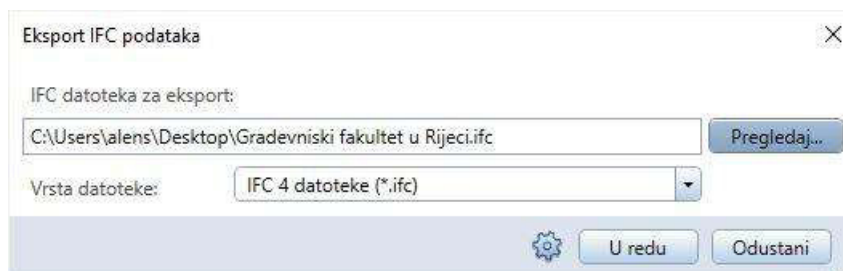 Eksport IFC podataka
IFC datoteka za eksport:
C:\Users\alens\Desktop\Gradevniski fakultet u Rijeci.ifc
Pregledaj...
Vrsta datoteke:
IFC 4 datoteke (*.ifc)
U redu
Odustani